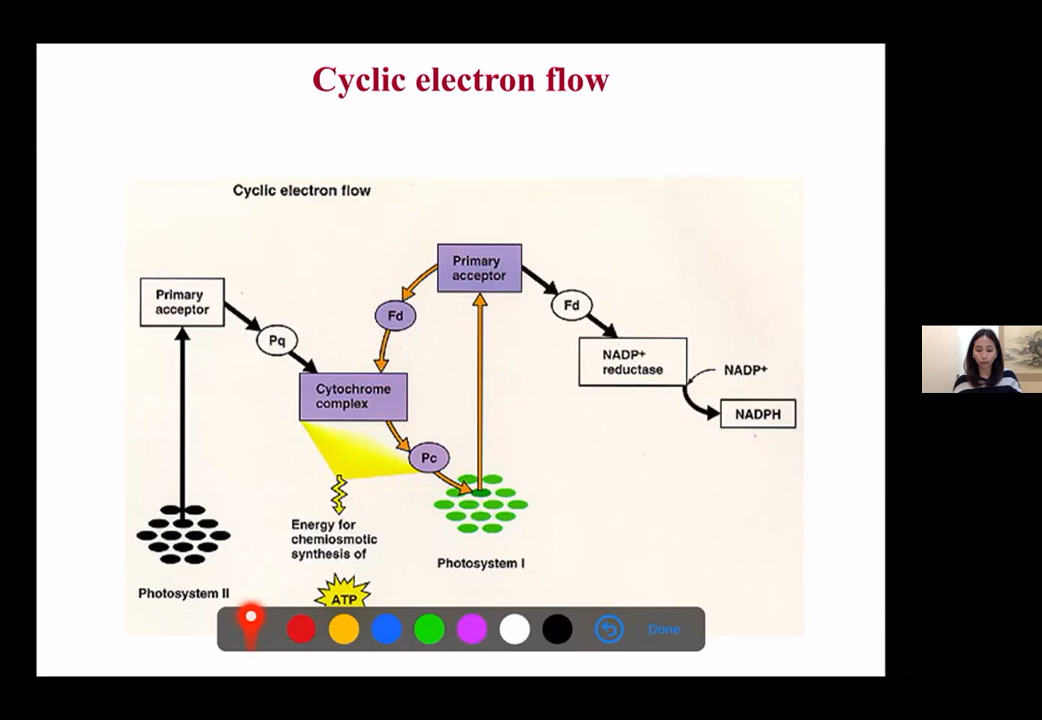 Cyclic electron flow
Cyclic electron flow
Primary
acceptor
Primary
acceptor
Fd
Fd
Pq
NADP+
reductase
NADP+
Cytochrome
complex
NADPH
Pc
Energy for
chemiosmotic
synthesis of
Photosystem I
Photosystem II
ATP
Done